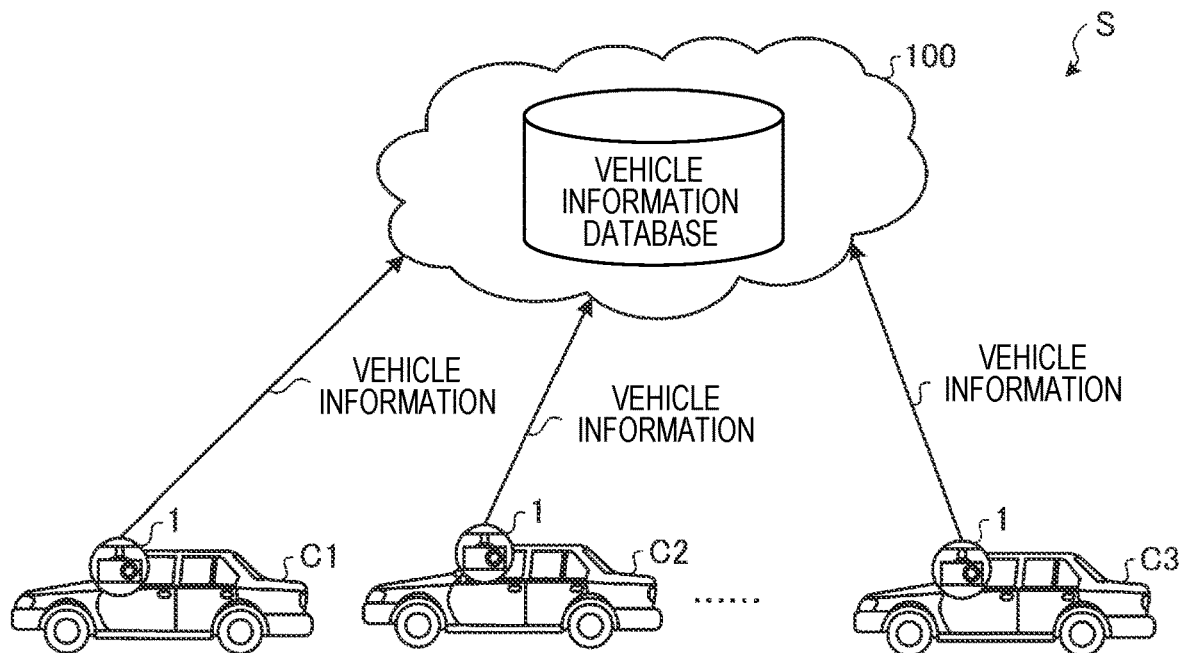 S
100
VEHICLE
INFORMATION
DATABASE
VEHICLE
INFORMATION
VEHICLE
INFORMATION
VEHICLE
INFORMATION
1
C1
1
C2
......
1
C3